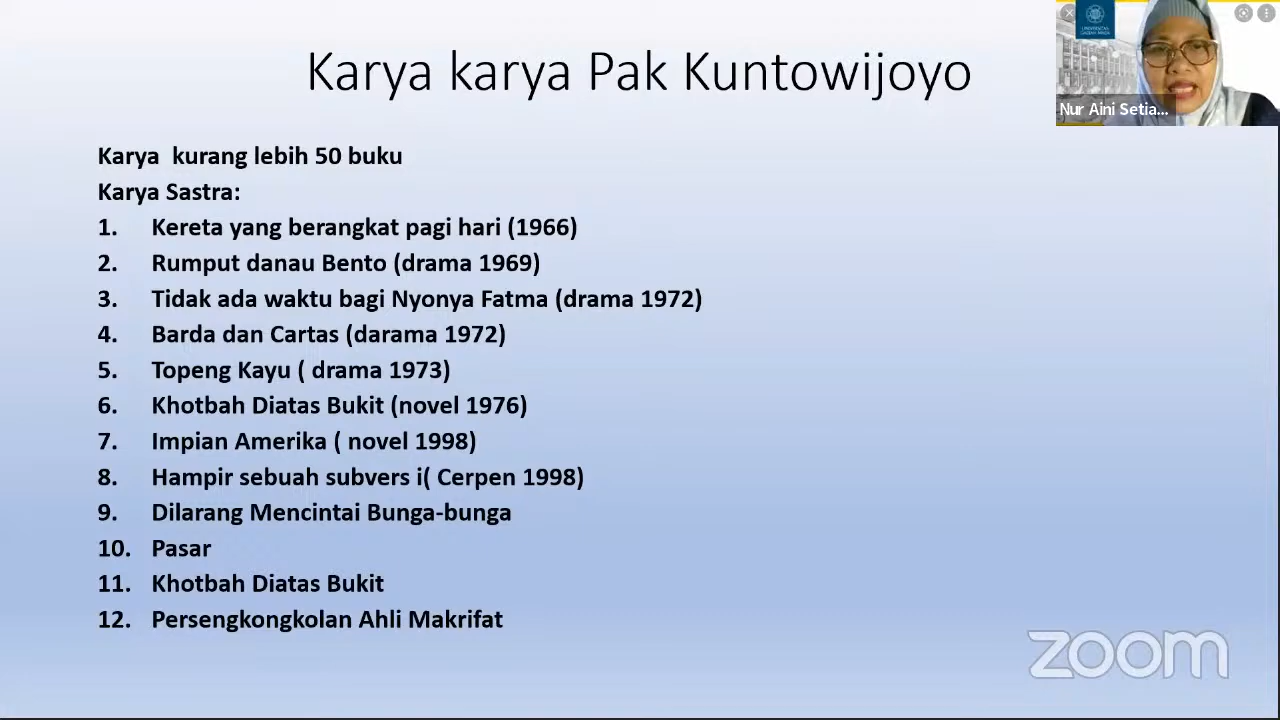 Karya karya Pak Kuntowijoyo
Nur Aini Setia...
Karya  kurang lebih 50 buku
Karya Sastra:
1. Kereta yang berangkat pagi hari (1966)
2. Rumput danau Bento (drama 1969)
3. Tidak ada waktu bagi Nyonya Fatma (drama 1972)
4. Barda dan Cartas (darama 1972)
5. Topeng Kayu ( drama 1973)
6. Khotbah Diatas Bukit (novel 1976)
7. Impian Amerika ( novel 1998)
8. Hampir sebuah subvers i( Cerpen 1998)
9. Dilarang Mencintai Bunga-bunga
10. Pasar
11. Khotbah Diatas Bukit
12. Persengkongkolan Ahli Makrifat
zoom